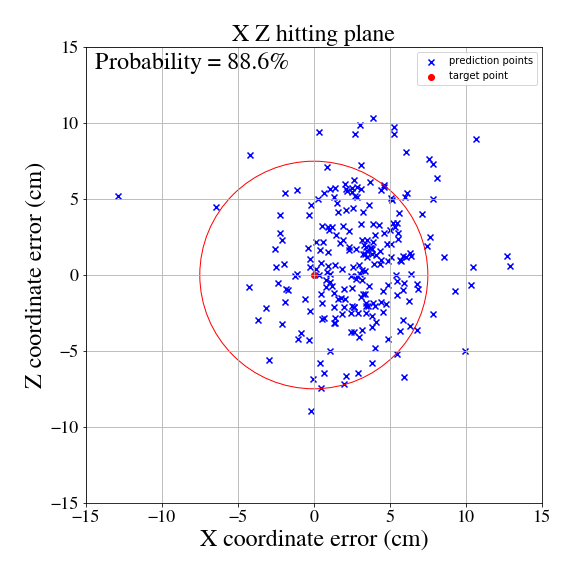 X Z hitting plane
Probability = 88.6%
prediction points
target point
15
10
5
0
−5
−10
−15
Z coordinate error (cm)
−15 −10 −5 0 5 10 15
X coordinate error (cm)